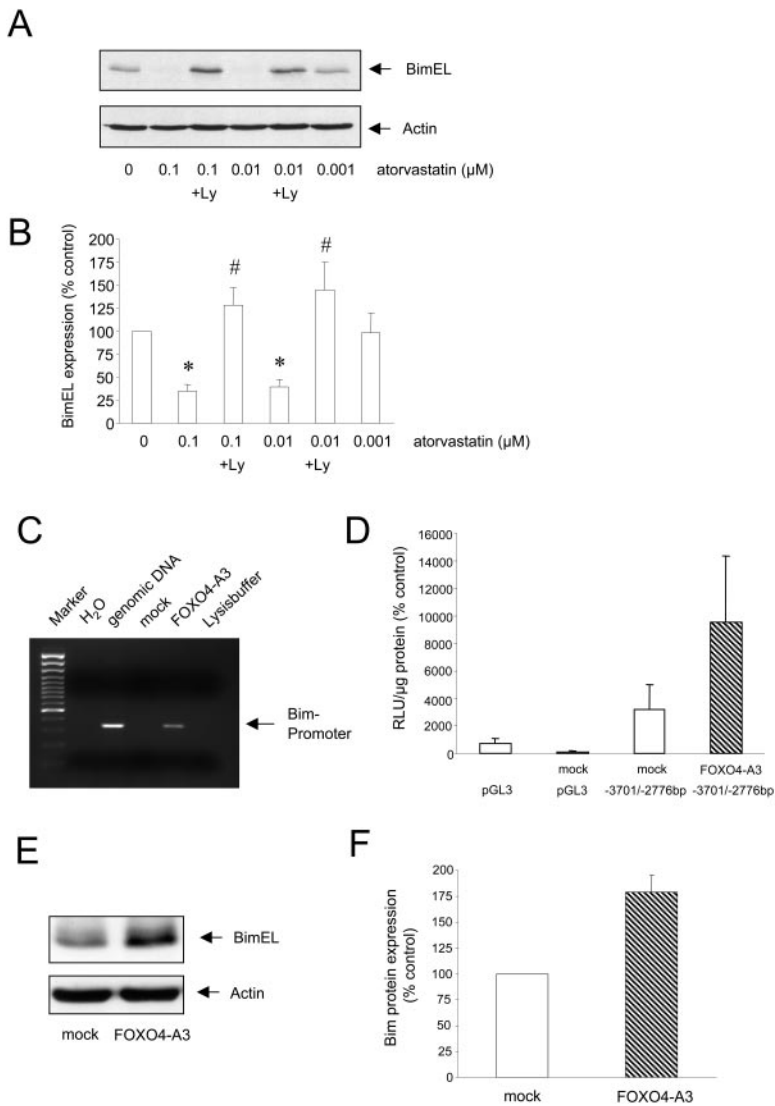 A
BimEL
Actin
0 0.1 0.1 0.01 0.01 0.001 atorvastatin (µM)
+Ly +Ly
B
BimEL expression (% control)
200
175
150
125
100
75
50
25
0
* # * #
0 0.1 0.1 0.01 0.01 0.001 atorvastatin (µM)
+Ly +Ly
C
Marker
H2O
genomic DNA
mock
FOXO4-A3
Lysisbuffer
Bim-
Promoter
D
RLU/µg protein (% control)
16000
14000
12000
10000
8000
6000
4000
2000
0
mock mock FOXO4-A3
pGL3 pGL3 -3701/-2776bp -3701/-2776bp
E
BimEL
Actin
mock FOXO4-A3
F
Bim protein expression
(% control)
200
175
150
125
100
75
50
25
0
mock FOXO4-A3